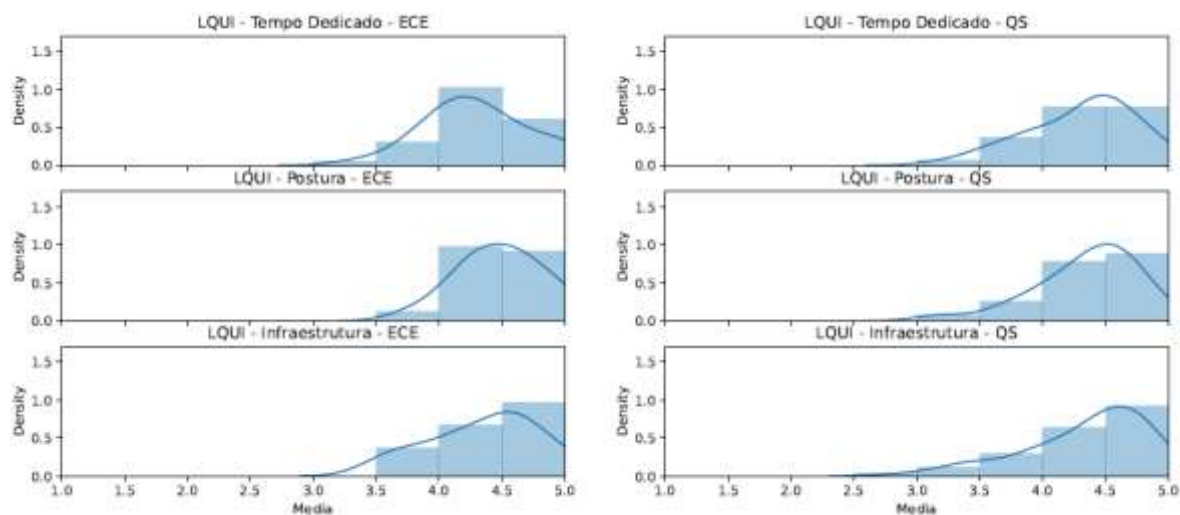 LQUI - Tempo Dedicado - ECE
1.5
1.0
0.5
0.0
Density
LQUI - Tempo Dedicado - QS
1.5
1.0
0.5
0.0
Density
LQUI - Postura - ECE
1.5
1.0
0.5
0.0
Density
LQUI - Postura - QS
1.5
1.0
0.5
0.0
Density
LQUI - Infraestrutura - ECE
1.5
1.0
0.5
0.0
Density
1.0 1.5 2.0 2.5 3.0 3.5 4.0 4.5 5.0
Media
LQUI - Infraestrutura - QS
1.5
1.0
0.5
0.0
Density
1.0 1.5 2.0 2.5 3.0 3.5 4.0 4.5 5.0
Media